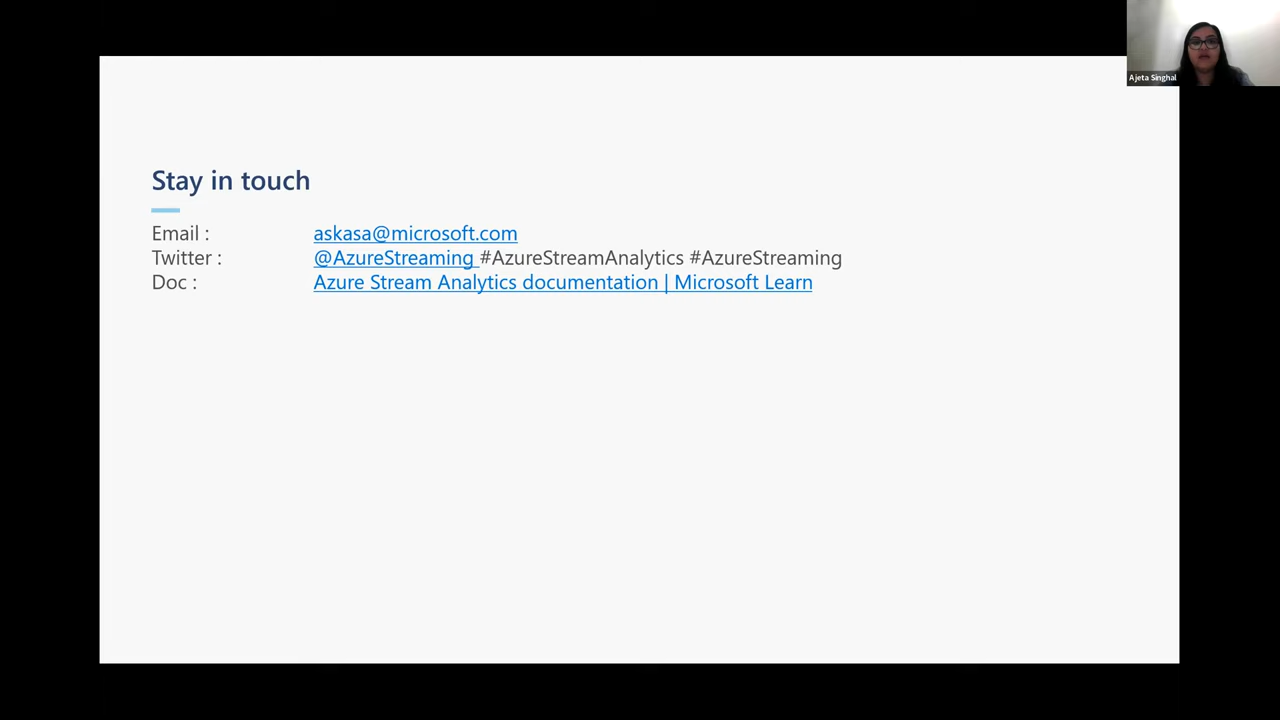 Ajeta Singhal
Stay in touch
Email : askasa@microsoft.com
Twitter : @AzureStreaming #AzureStreamAnalytics #AzureStreaming
Doc : Azure Stream Analytics documentation | Microsoft Learn